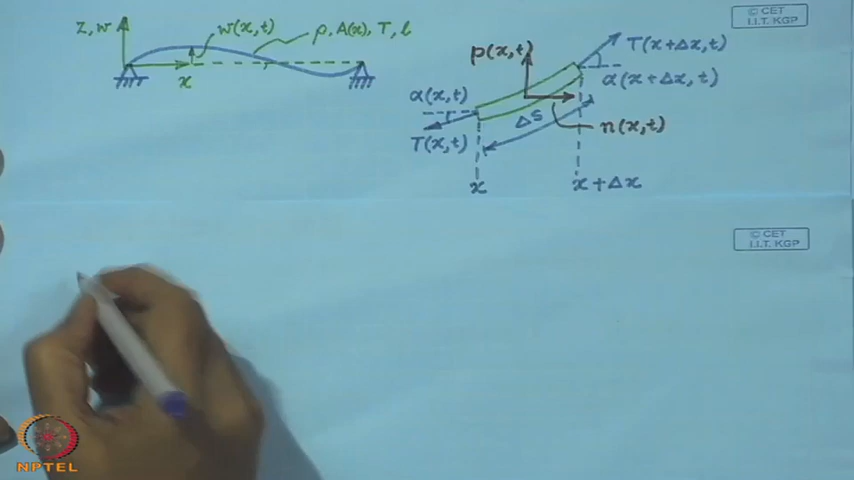 z, w
w(x,t)
ρ, A(x), T, l
x
p(x,t)
T(x+Δx,t)
α(x+Δx,t)
α(x,t)
T(x,t)
Δs
n(x,t)
x
x+Δx
© CET
I.I.T. KGP
© CET
I.I.T. KGP
NPTEL